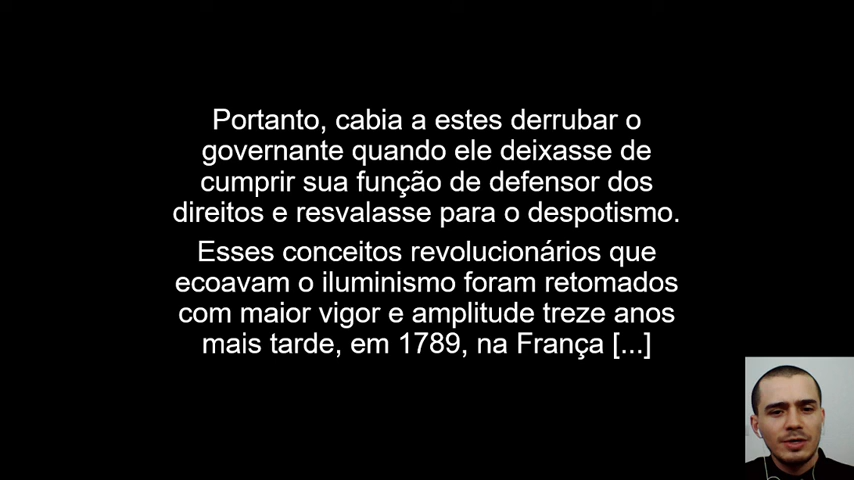 Portanto, cabia a estes derrubar o
governante quando ele deixasse de
cumprir sua função de defensor dos
direitos e resvalasse para o despotismo.
Esses conceitos revolucionários que
ecoavam o iluminismo foram retomados
com maior vigor e amplitude treze anos
mais tarde, em 1789, na França [...]